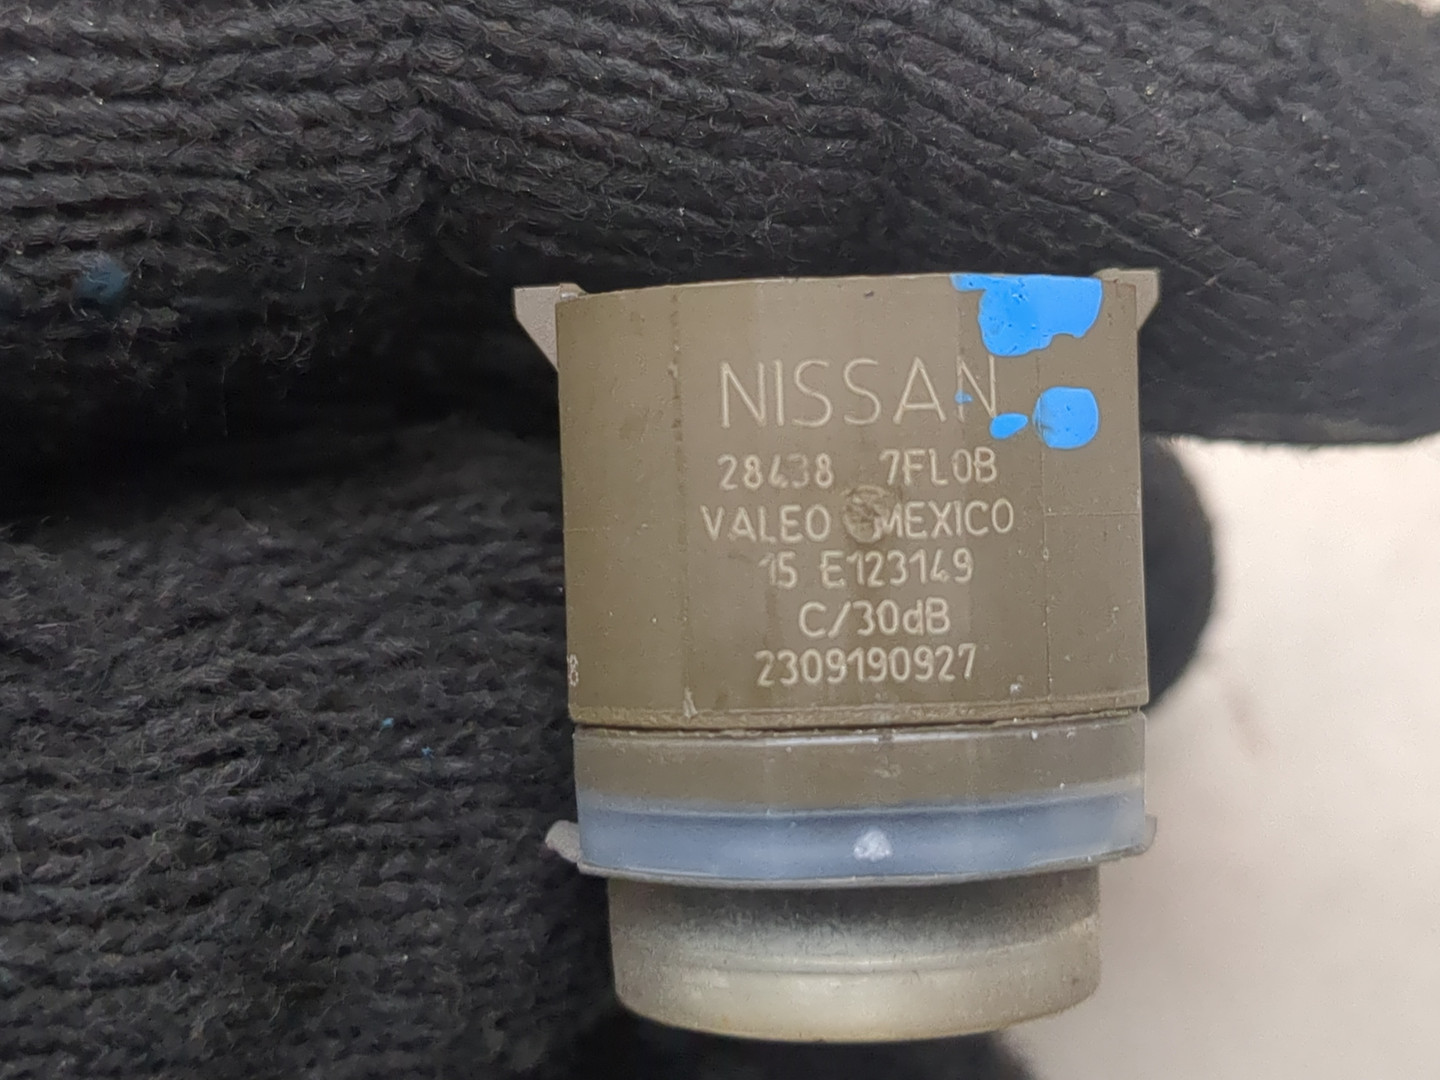 NISSAN
28438 7FL0B
VALEO MEXICO
15 E123149
C/30dB
2309190927